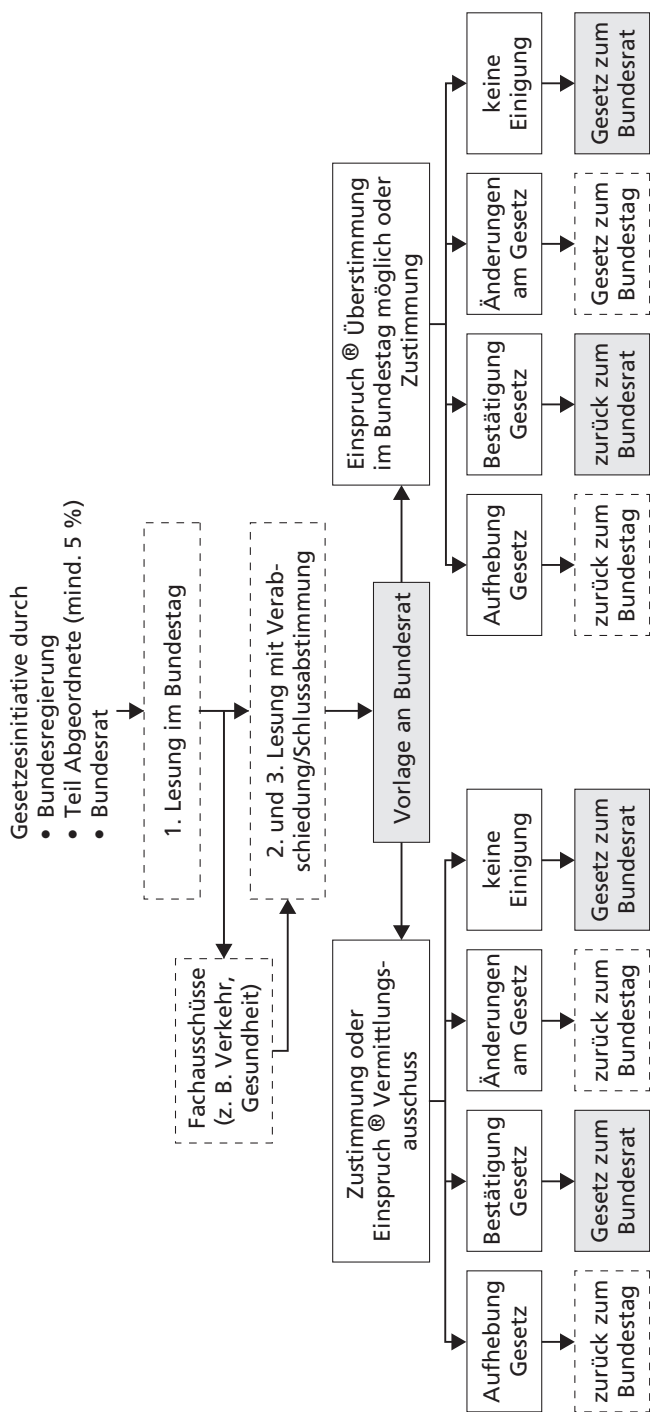 Gesetzesinitiative durch
• Bundesregierung
• Teil Abgeordnete (mind. 5 %)
• Bundesrat
1. Lesung im Bundestag
Fachausschüsse
(z. B. Verkehr,
Gesundheit)
2. und 3. Lesung mit Verab-
schiedung/Schlussabstimmung
Vorlage an Bundesrat
Zustimmung oder
Einspruch ® Vermittlungs-
ausschuss
Aufhebung
Gesetz
Bestätigung
Gesetz
Änderungen
am Gesetz
keine
Einigung
zurück zum
Bundestag
Gesetz zum
Bundesrat
zurück zum
Bundestag
Gesetz zum
Bundesrat
Einspruch ® Überstimmung
im Bundestag möglich oder
Zustimmung
Aufhebung
Gesetz
Bestätigung
Gesetz
Änderungen
am Gesetz
keine
Einigung
zurück zum
Bundestag
zurück zum
Bundesrat
Gesetz zum
Bundestag
Gesetz zum
Bundesrat